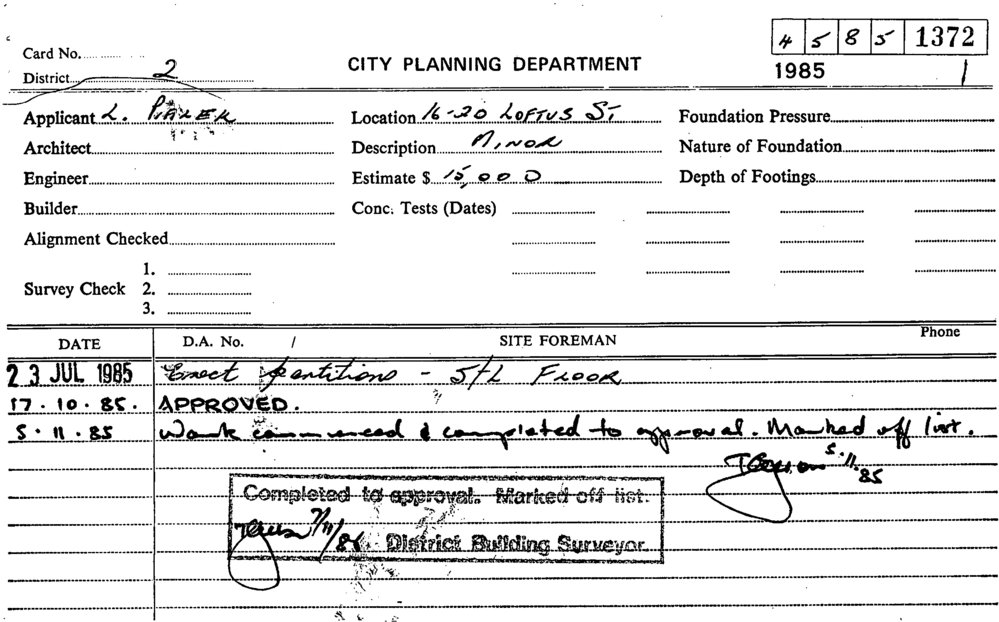 4 5 8 5 1372
Card No.
CITY PLANNING DEPARTMENT
1985 1
District 2
Applicant L. Location 16-20 LOFTUS ST, Foundation Pressure
Architect Description MINOR Nature of Foundation
Engineer Estimate $ 15,000 Depth of Footings
Builder Conc. Tests (Dates)
Alignment Checked
1.
Survey Check 2.
3.
DATE D.A. No. / SITE FOREMAN Phone
23 JUL 1985 Erect partitions - 5/L FLOOR
17.10.85. APPROVED.
5.11.85 Work commenced & completed to approval. Marked off list.
5.11.85
Completed to approval. Marked off list.
7/11/86 District Building Surveyor.